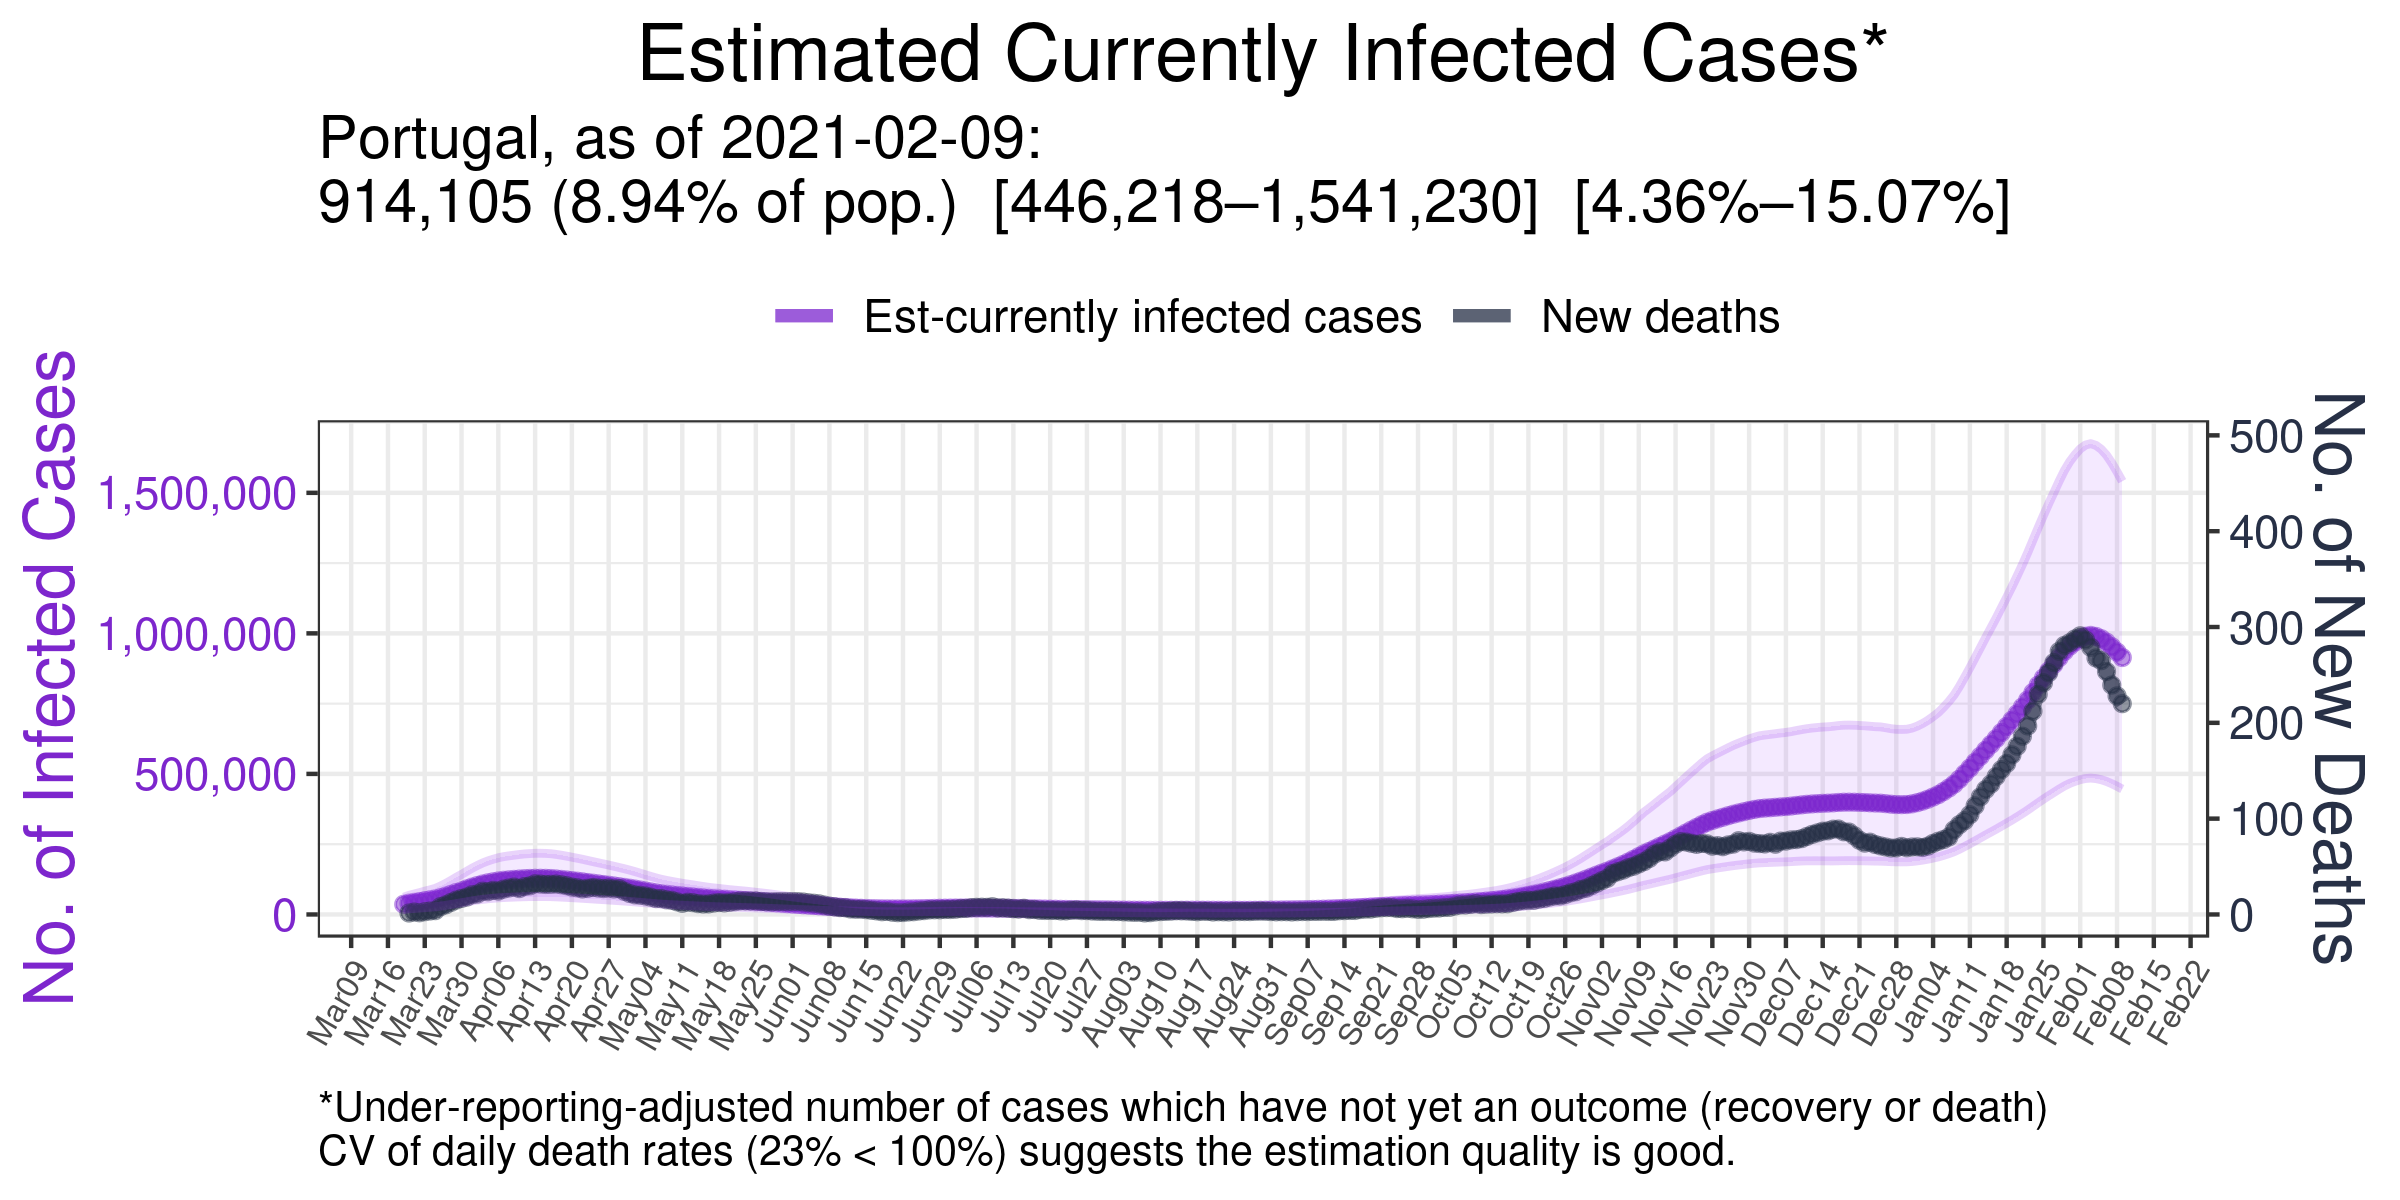 Estimated Currently Infected Cases*
Portugal, as of 2021-02-09:
914,105 (8.94% of pop.) [446,218–1,541,230] [4.36%–15.07%]
Est-currently infected cases New deaths
No. of Infected Cases
1,500,000
1,000,000
500,000
0
500
400
300
200
100
0
No. of New Deaths
Mar09 Mar16 Mar23 Mar30 Apr06 Apr13 Apr20 Apr27 May04 May11 May18 May25 Jun01 Jun08 Jun15 Jun22 Jun29 Jul06 Jul13 Jul20 Jul27 Aug03 Aug10 Aug17 Aug24 Aug31 Sep07 Sep14 Sep21 Sep28 Oct05 Oct12 Oct19 Oct26 Nov02 Nov09 Nov16 Nov23 Nov30 Dec07 Dec14 Dec21 Dec28 Jan04 Jan11 Jan18 Jan25 Feb01 Feb08 Feb15 Feb22
*Under-reporting-adjusted number of cases which have not yet an outcome (recovery or death)
CV of daily death rates (23% < 100%) suggests the estimation quality is good.